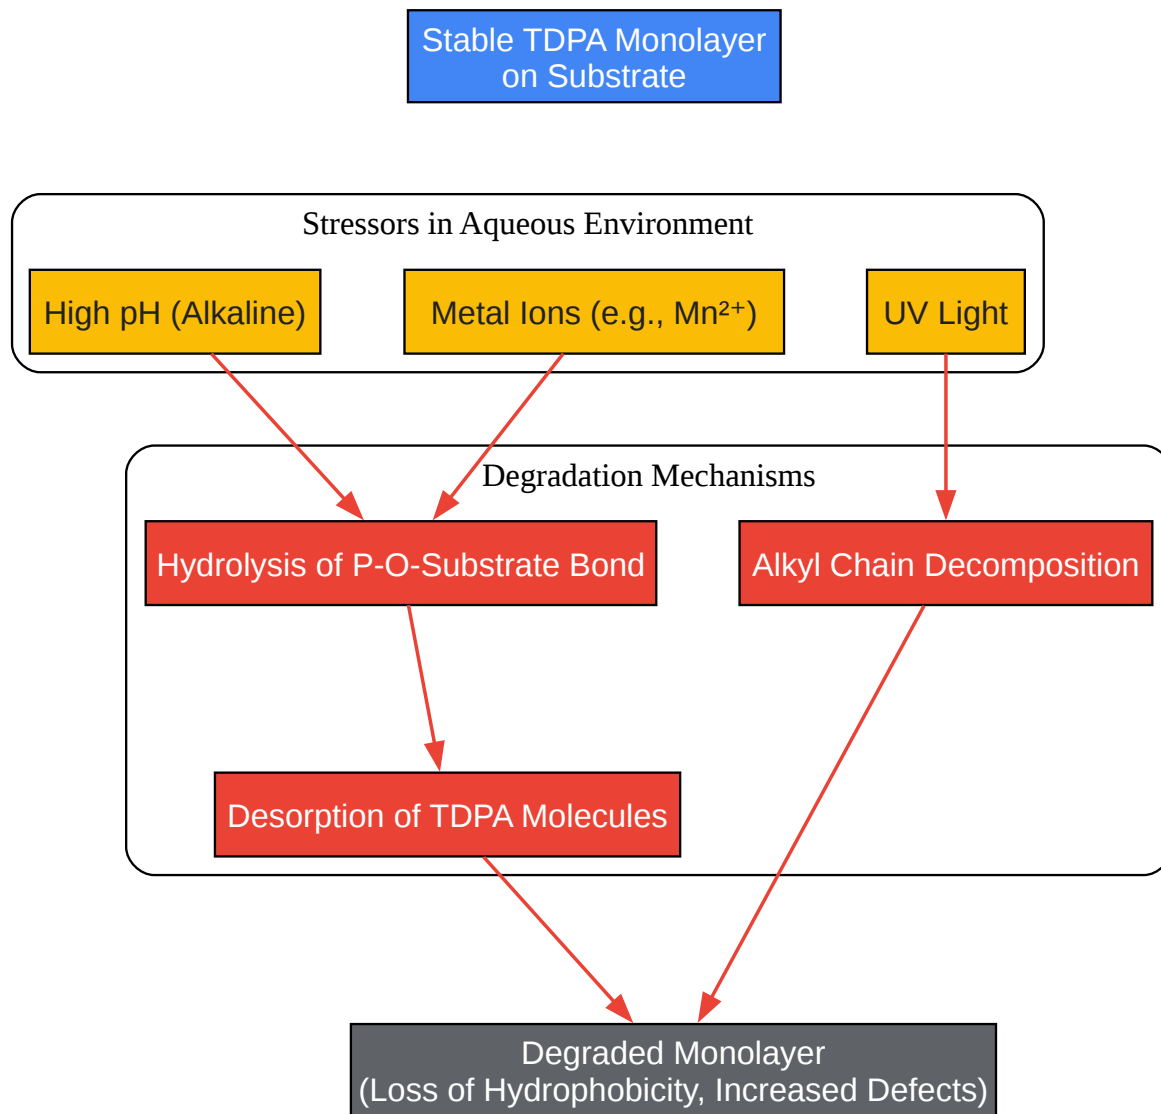 Stable TDPA Monolayer
on Substrate
Stressors in Aqueous Environment
High pH (Alkaline)
Metal Ions (e.g., Mn²⁺)
UV Light
Degradation Mechanisms
Hydrolysis of P-O-Substrate Bond
Alkyl Chain Decomposition
Desorption of TDPA Molecules
Degraded Monolayer
(Loss of Hydrophobicity, Increased Defects)